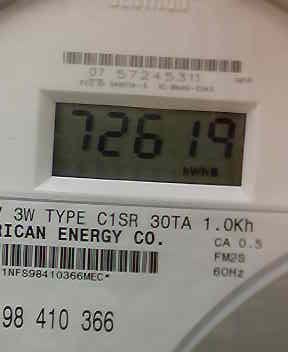 07 57245311
72619
kWh
3W TYPE C1SR 30TA 1.0Kh
RICAN ENERGY CO.
CA 0.5
FM2S
60Hz
1NFS98410366MEC*
98 410 366